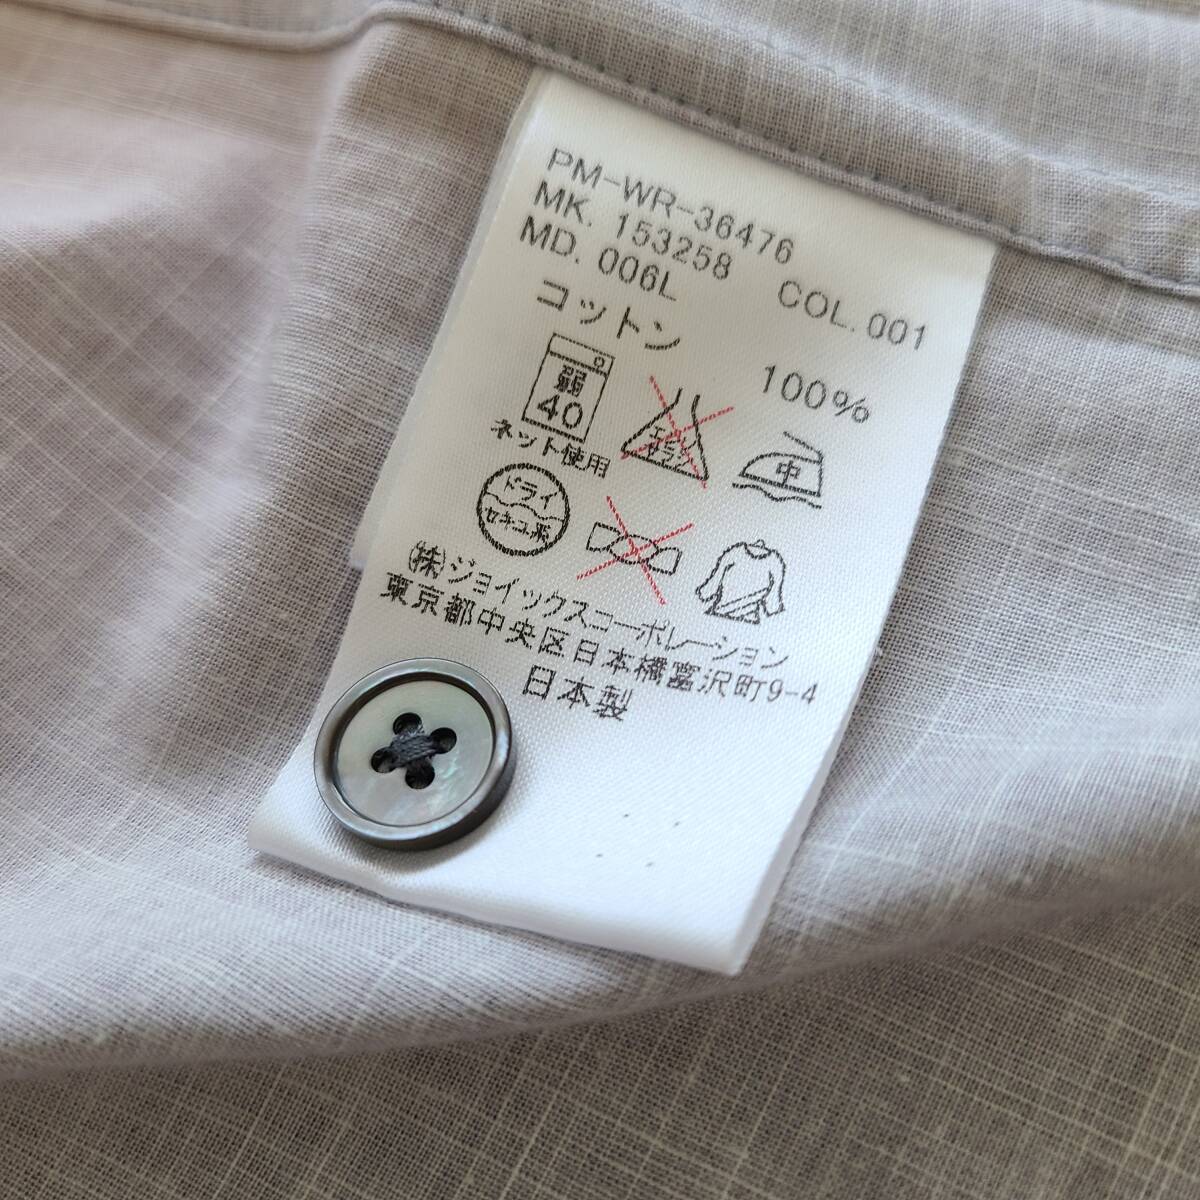 PM-WR-36476
MK. 153258 COL.001
MD. 006L
コットン 100%
弱
40
ネット使用
エンソ
サラシ
中
ドライ
セキユ系
(株)ジョイックスコーポレーション
東京都中央区日本橋富沢町9-4
日本製